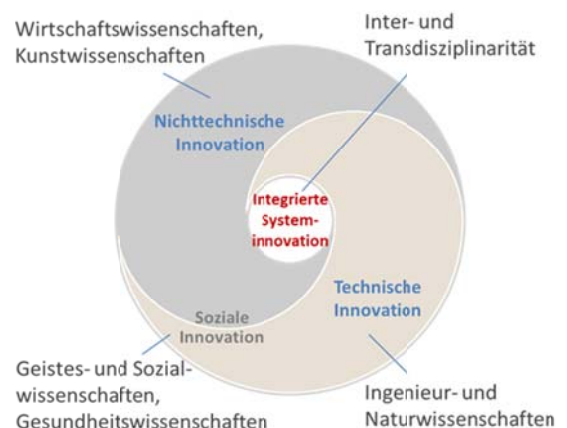 Wirtschaftswissenschaften,
Kunstwissenschaften
Inter- und
Transdisziplinarität
Nichttechnische
Innovation
Integrierte
System-
innovation
Technische
Innovation
Soziale
Innovation
Geistes- und Sozial-
wissenschaften,
Gesundheitswissenschaften
Ingenieur- und
Naturwissenschaften